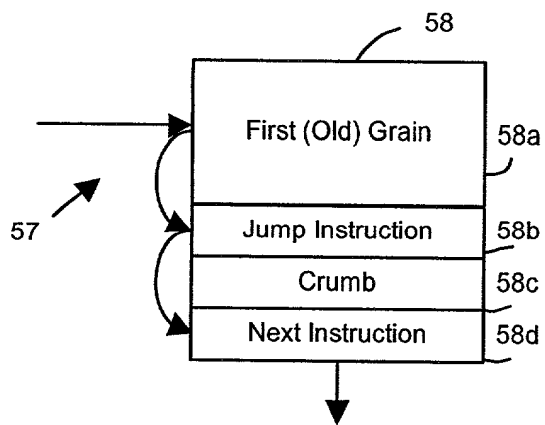 58
First (Old) Grain
58a
57
Jump Instruction
58b
Crumb
58c
Next Instruction
58d